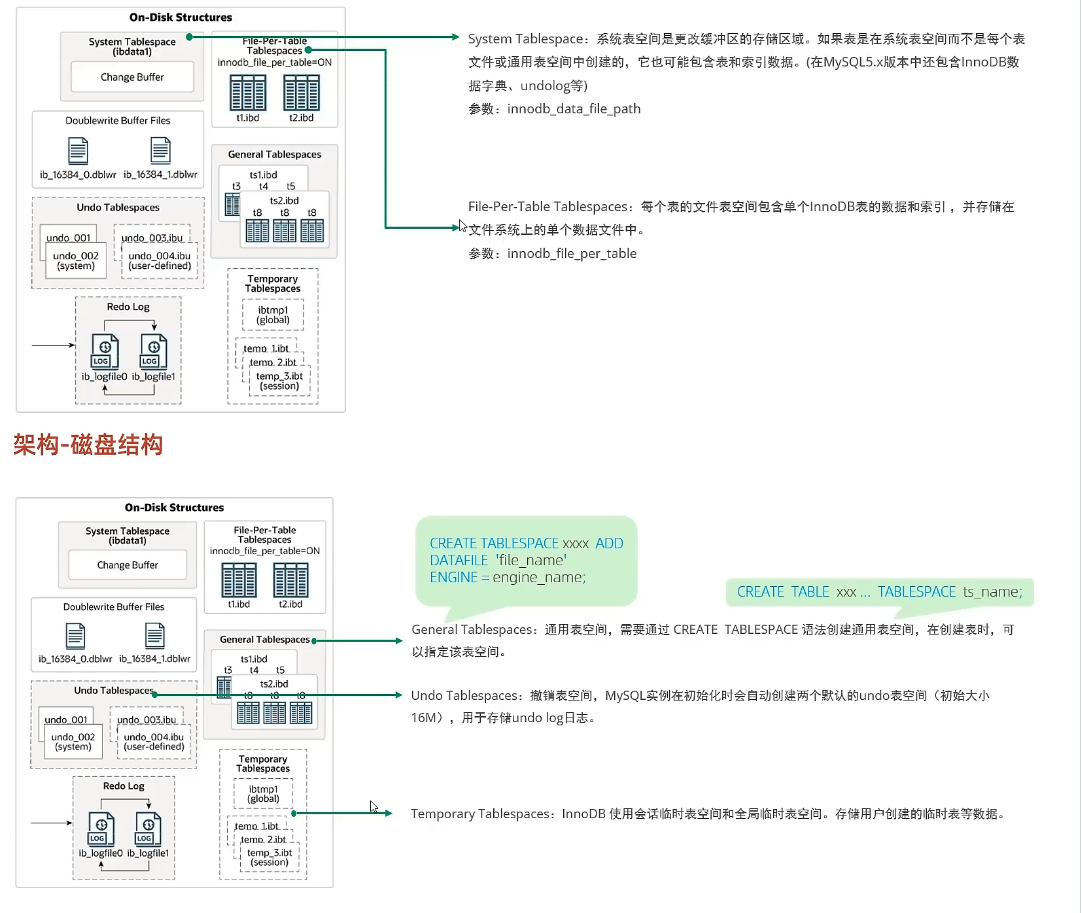 On-Disk Structures
System Tablespace
(ibdata1)
Change Buffer
File-Per-Table
Tablespaces
innodb_file_per_table=ON
t1.ibd
t2.ibd
Doublewrite Buffer Files
ib_16384_0.dblwr
ib_16384_1.dblwr
General Tablespaces
ts1.ibd
t3 t4 t5
ts2.ibd
t8 t8 t8
Undo Tablespaces
undo_001
undo_002
(system)
undo_003.ibu
undo_004.ibu
(user-defined)
Temporary
Tablespaces
ibtmp1
(global)
temp_1.ibt
temp_2.ibt
temp_3.ibt
(session)
Redo Log
LOG
LOG
ib_logfile0
ib_logfile1
System Tablespace：系统表空间是更改缓冲区的存储区域。如果表是在系统表空间而不是每个表
文件或通用表空间中创建的，它也可能包含表和索引数据。(在MySQL5.x版本中还包含InnoDB数
据字典、undolog等)
参数：innodb_data_file_path
File-Per-Table Tablespaces：每个表的文件表空间包含单个InnoDB表的数据和索引，并存储在
文件系统上的单个数据文件中。
参数：innodb_file_per_table
架构-磁盘结构
On-Disk Structures
System Tablespace
(ibdata1)
Change Buffer
File-Per-Table
Tablespaces
innodb_file_per_table=ON
t1.ibd
t2.ibd
Doublewrite Buffer Files
ib_16384_0.dblwr
ib_16384_1.dblwr
General Tablespaces
ts1.ibd
t3 t4 t5
ts2.ibd
t8 t8 t8
Undo Tablespaces
undo_001
undo_002
(system)
undo_003.ibu
undo_004.ibu
(user-defined)
Temporary
Tablespaces
ibtmp1
(global)
temp_1.ibt
temp_2.ibt
temp_3.ibt
(session)
Redo Log
LOG
LOG
ib_logfile0
ib_logfile1
CREATE TABLESPACE xxxx ADD
DATAFILE 'file_name'
ENGINE = engine_name;
CREATE TABLE xxx ... TABLESPACE ts_name;
General Tablespaces：通用表空间，需要通过 CREATE TABLESPACE 语法创建通用表空间，在创建表时，可
以指定该表空间。
Undo Tablespaces：撤销表空间，MySQL实例在初始化时会自动创建两个默认的undo表空间（初始大小
16M），用于存储undo log日志。
Temporary Tablespaces：InnoDB 使用会话临时表空间和全局临时表空间。存储用户创建的临时表等数据。